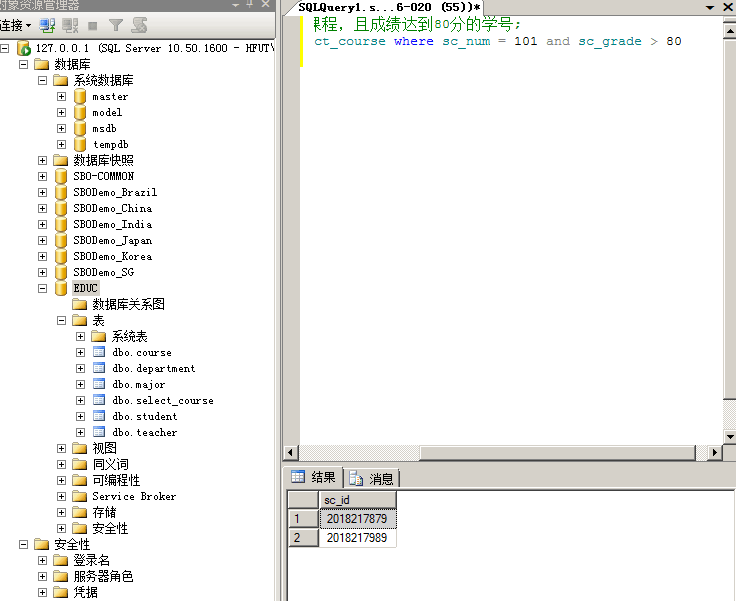 对象资源管理器
连接
127.0.0.1 (SQL Server 10.50.1600 - HFUT\
数据库
系统数据库
master
model
msdb
tempdb
数据库快照
SBO-COMMON
SBODemo_Brazil
SBODemo_China
SBODemo_India
SBODemo_Japan
SBODemo_Korea
SBODemo_SG
EDUC
数据库关系图
表
系统表
dbo.course
dbo.department
dbo.major
dbo.select_course
dbo.student
dbo.teacher
视图
同义词
可编程性
Service Broker
存储
安全性
安全性
登录名
服务器角色
凭据
SQLQuery1.s...6-020 (55))*
课程，且成绩达到80分的学号；
ct_course where sc_num = 101 and sc_grade > 80
结果
消息
sc_id
1 2018217879
2 2018217989